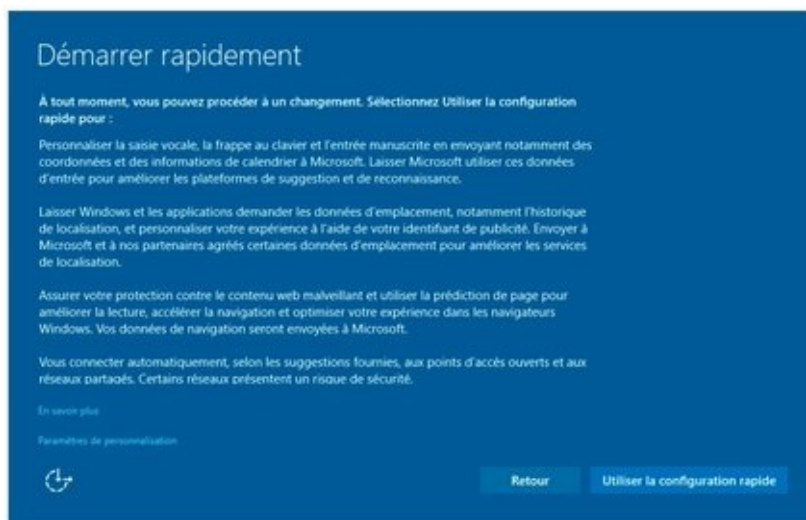 Démarrer rapidement
À tout moment, vous pouvez procéder à un changement. Sélectionnez Utiliser la configuration
rapide pour :
Personnaliser la saisie vocale, la frappe au clavier et l'entrée manuscrite en envoyant notamment des
coordonnées et des informations de calendrier à Microsoft. Laisser Microsoft utiliser ces données
d'entrée pour améliorer les plateformes de suggestion et de reconnaissance.
Laisser Windows et les applications demander les données d'emplacement, notamment l'historique
de localisation, et personnaliser votre expérience à l'aide de votre identifiant de publicité. Envoyer à
Microsoft et à nos partenaires agréés certaines données d'emplacement pour améliorer les services
de localisation.
Assurer votre protection contre le contenu web malveillant et utiliser la prédiction de page pour
améliorer la lecture, accélérer la navigation et optimiser votre expérience dans les navigateurs
Windows. Vos données de navigation seront envoyées à Microsoft.
Vous connecter automatiquement, selon les suggestions fournies, aux points d'accès ouverts et aux
réseaux partagés. Certains réseaux présentent un risque de sécurité.
En savoir plus
Paramètres de personnalisation
Retour
Utiliser la configuration rapide